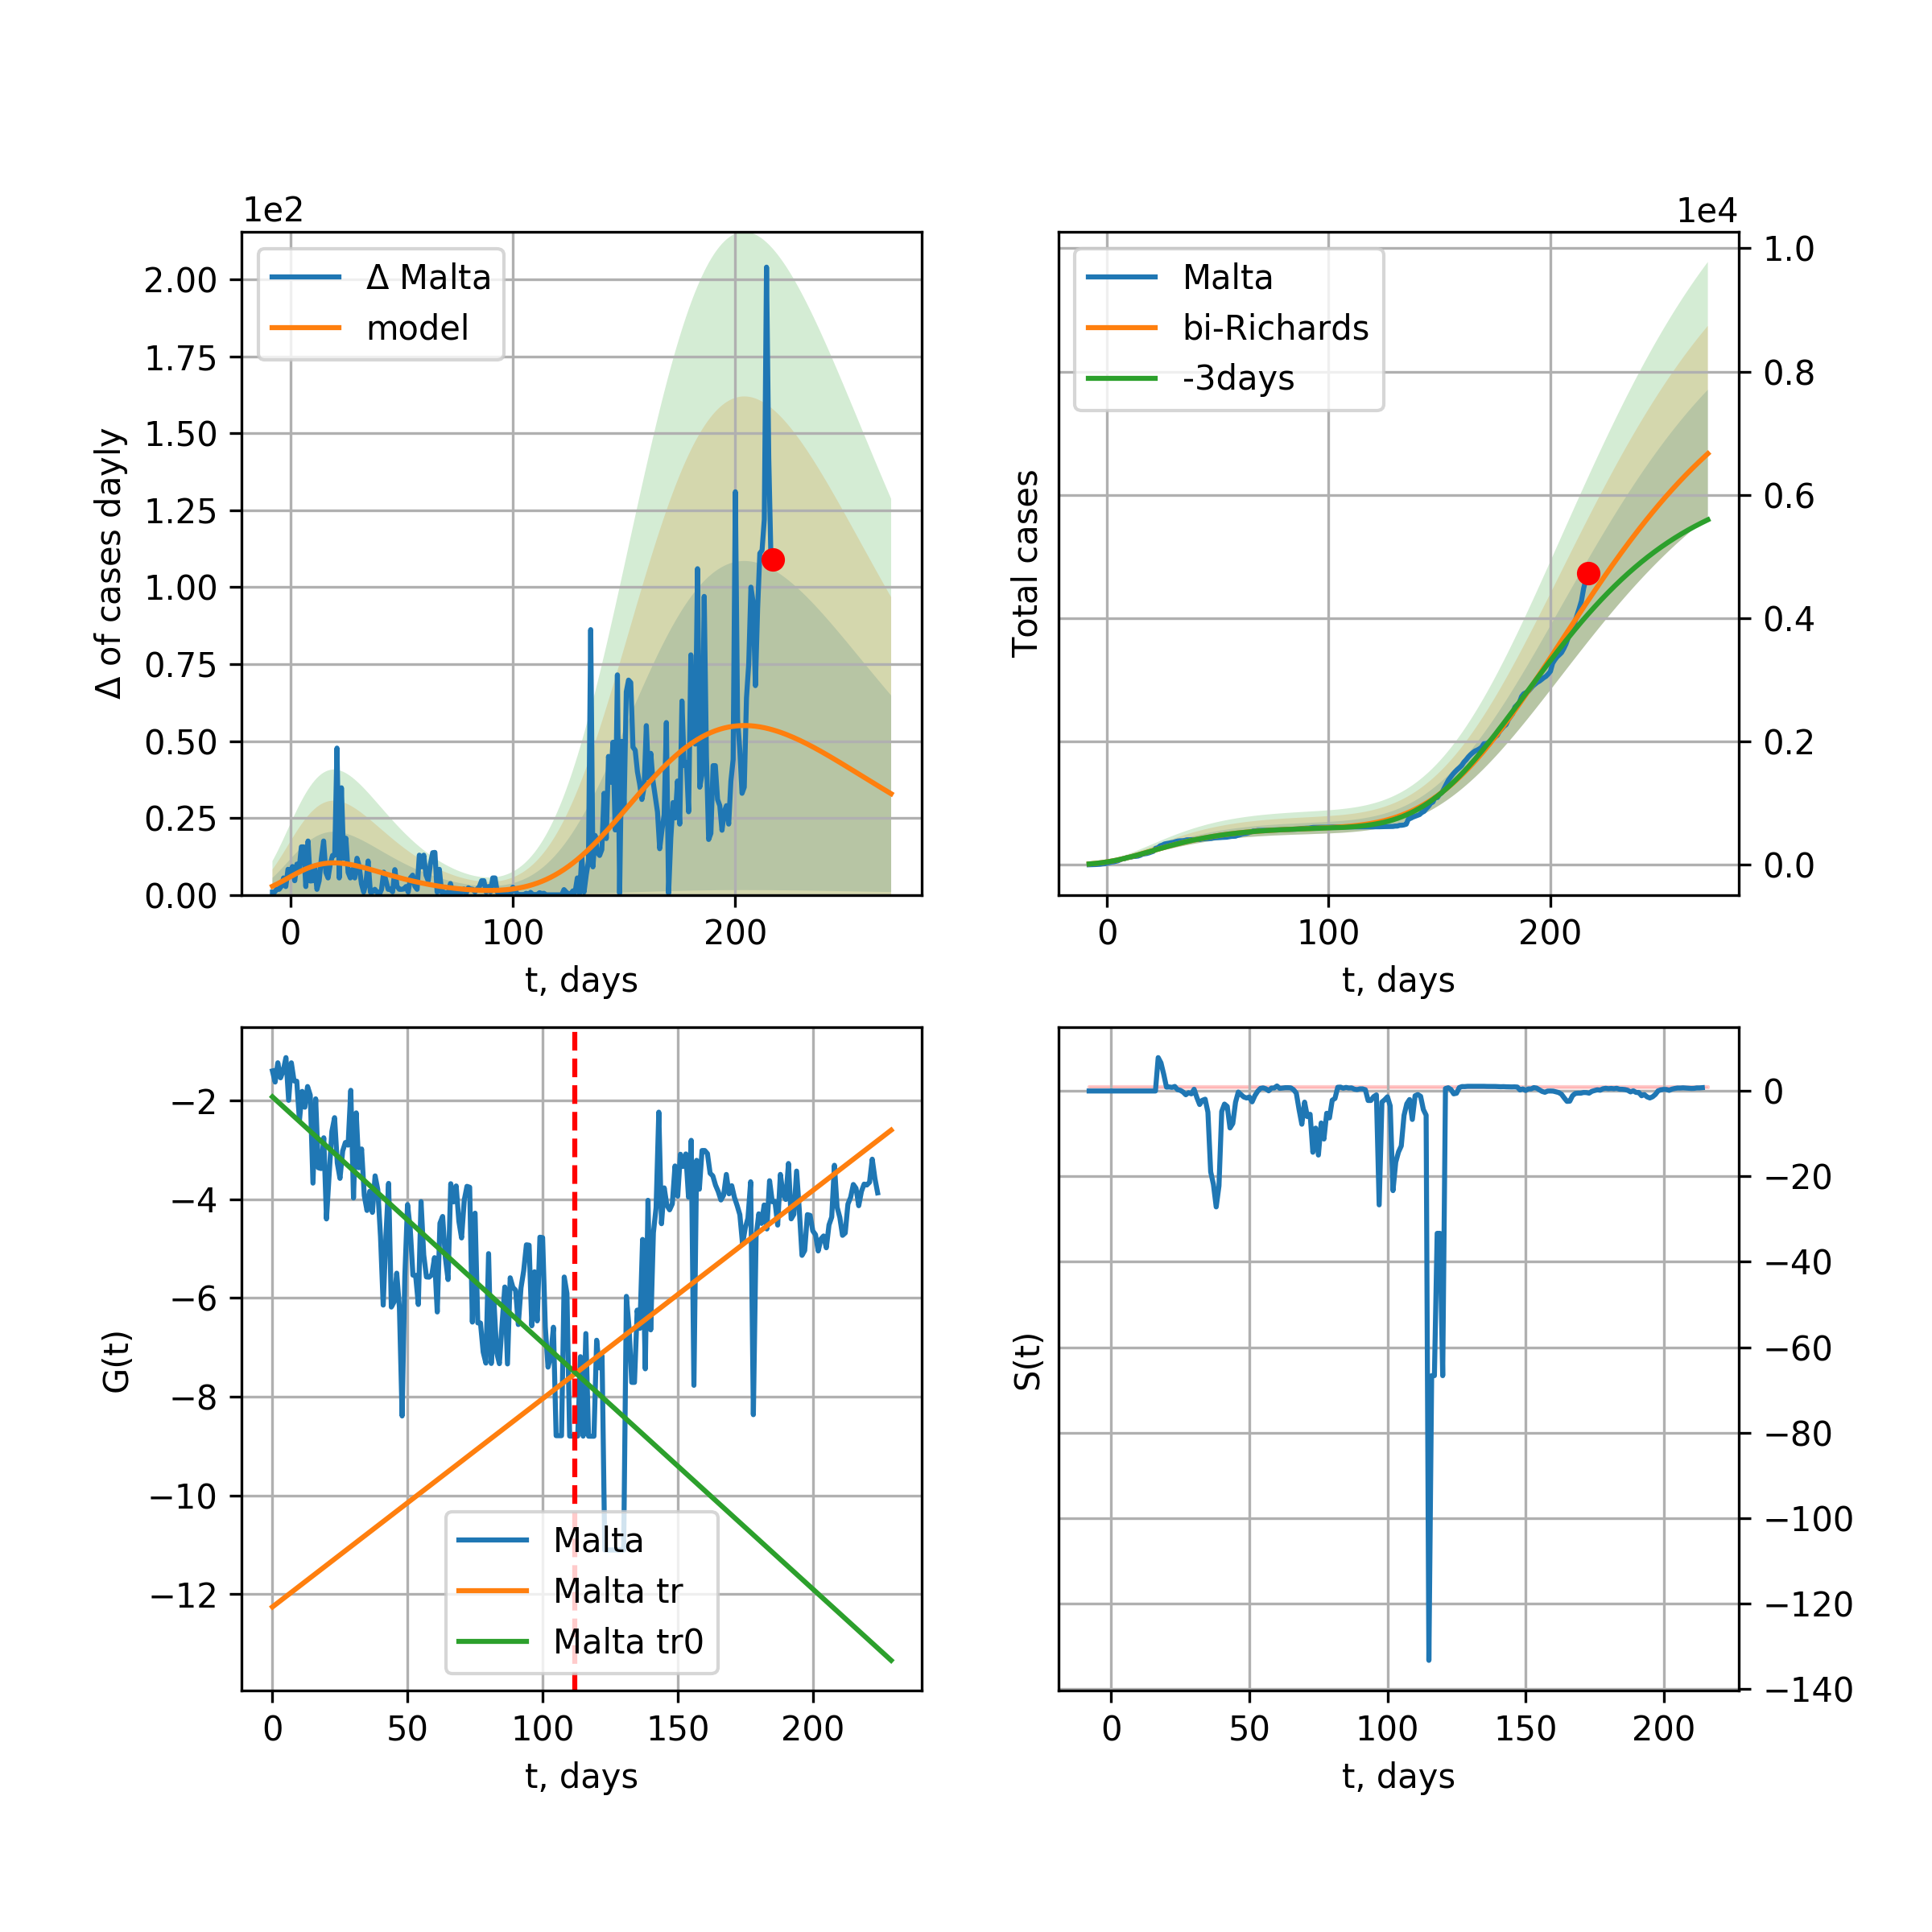 1e2
Δ of cases dayly
2.00
1.75
1.50
1.25
1.00
0.75
0.50
0.25
0.00
Δ Malta
model
0 100 200
t, days
1e4
Total cases
Malta
bi-Richards
-3days
1.0
0.8
0.6
0.4
0.2
0.0
0 100 200
t, days
G(t)
−2
−4
−6
−8
−10
−12
Malta
Malta tr
Malta tr0
0 50 100 150 200
t, days
S(t)
0
−20
−40
−60
−80
−100
−120
−140
0 50 100 150 200
t, days